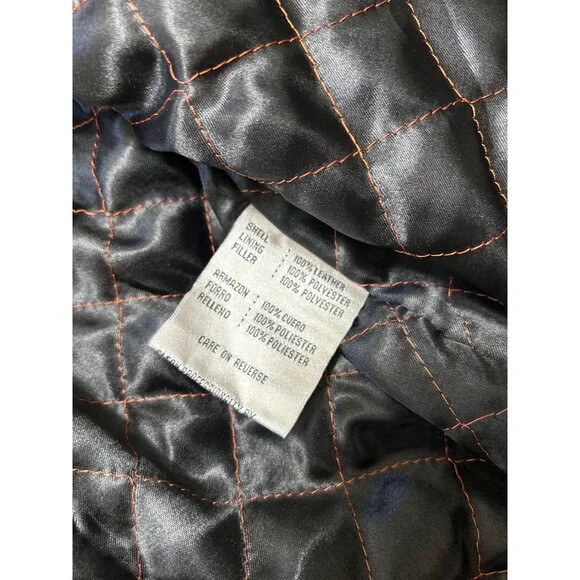 SHELL : 100% LEATHER
LINING : 100% POLYESTER
FILLER : 100% POLYESTER
ARMAZON : 100% CUERO
FORRO : 100% POLIESTER
RELLENO : 100% POLIESTER
CARE ON REVERSE